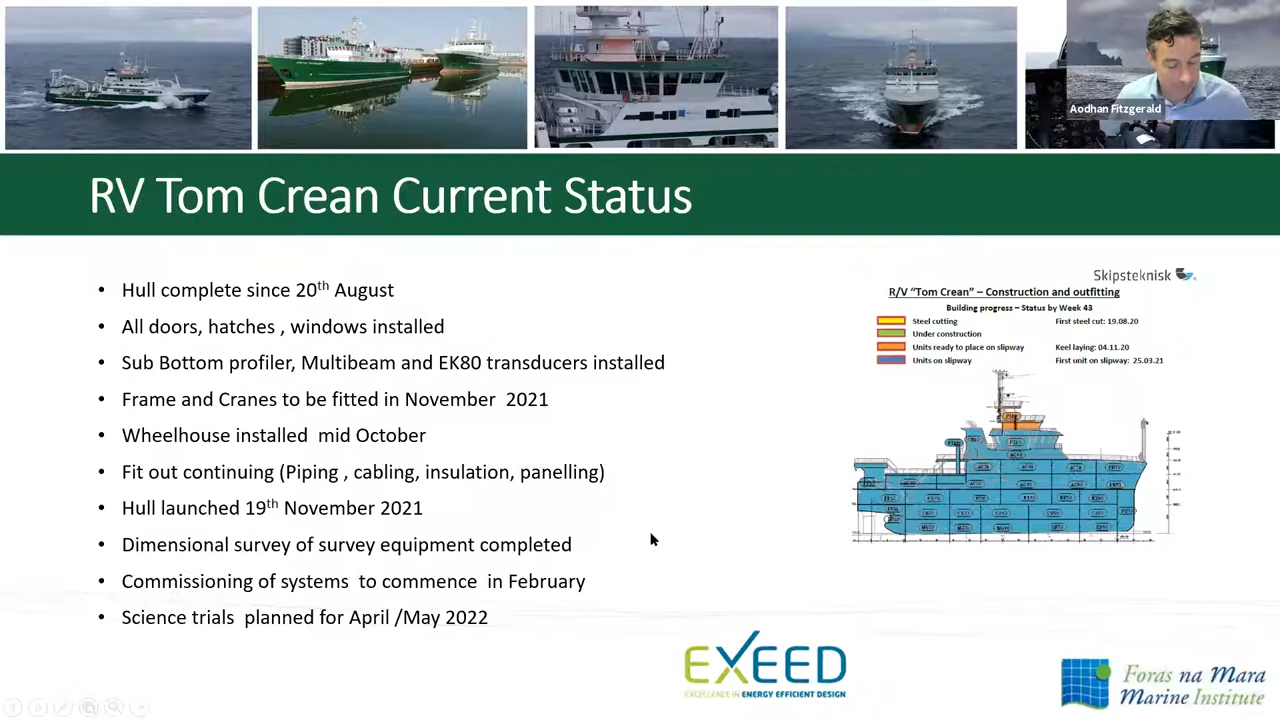 Aodhan Fitzgerald
RV Tom Crean Current Status
• Hull complete since 20th August
• All doors, hatches , windows installed
• Sub Bottom profiler, Multibeam and EK80 transducers installed
• Frame and Cranes to be fitted in November 2021
• Wheelhouse installed mid October
• Fit out continuing (Piping , cabling, insulation, panelling)
• Hull launched 19th November 2021
• Dimensional survey of survey equipment completed
• Commissioning of systems to commence in February
• Science trials planned for April /May 2022
Skipsteknisk
R/V "Tom Crean" – Construction and outfitting
Building progress – Status by Week 43
Steel cutting First steel cut: 19.08.20
Under construction
Units ready to place on slipway Keel laying: 04.11.20
Units on slipway First unit on slipway: 25.03.21
EXEED
EXCELLENCE IN ENERGY EFFICIENT DESIGN
Foras na Mara
Marine Institute